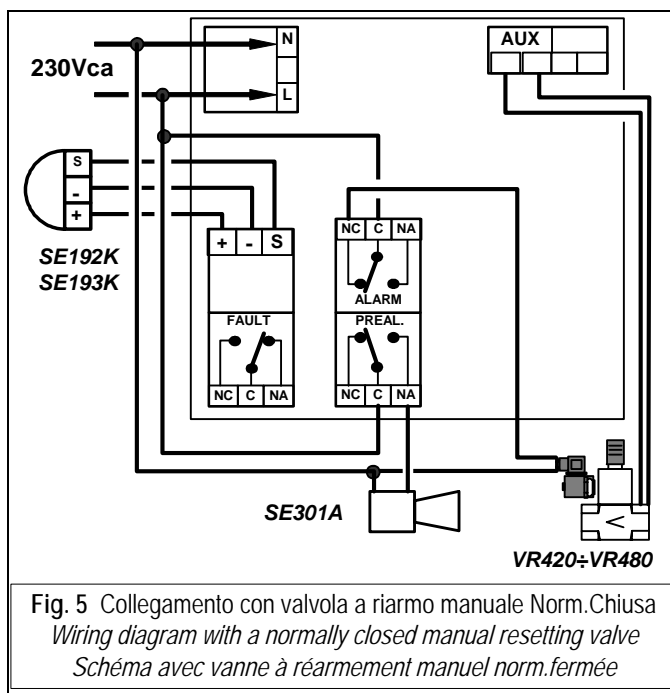 N
AUX
230Vca
L
S
-
+
SE192K
SE193K
+ - S
NC C NA
ALARM
FAULT
PREAL.
NC C NA
NC C NA
SE301A
VR420÷VR480
Fig. 5 Collegamento con valvola a riarmo manuale Norm.Chiusa
Wiring diagram with a normally closed manual resetting valve
Schéma avec vanne à réarmement manuel norm.fermée